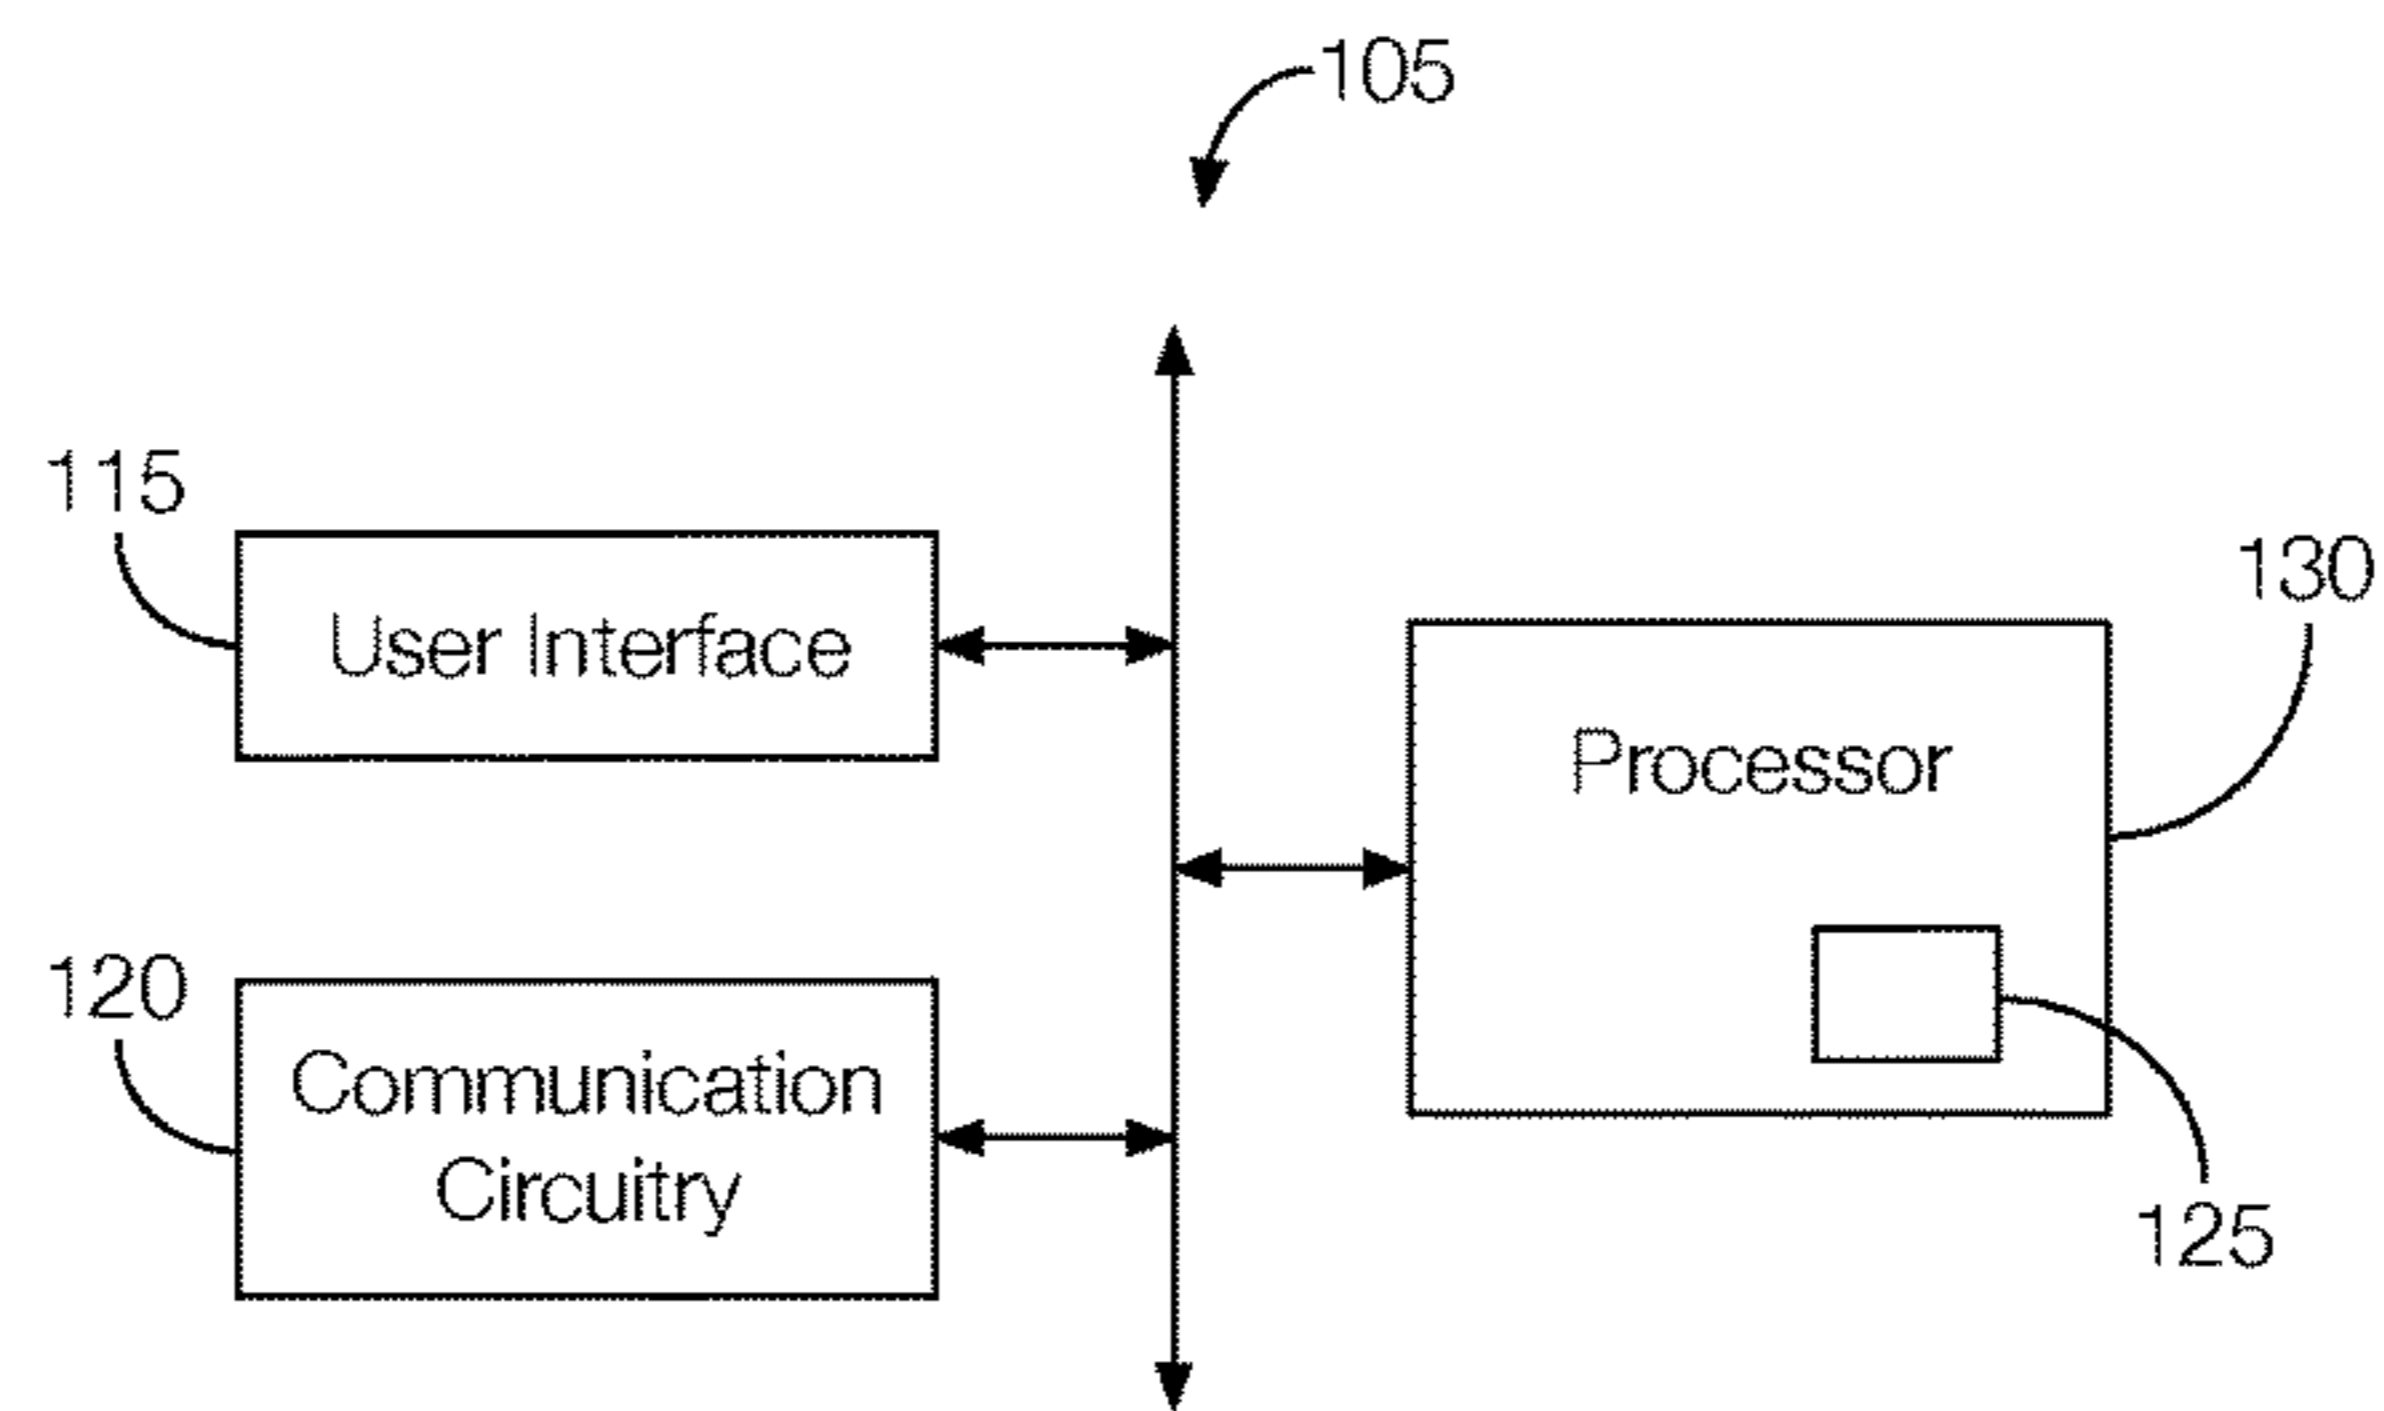 105
115
User Interface
130
Processor
120
Communication
Circuitry
125